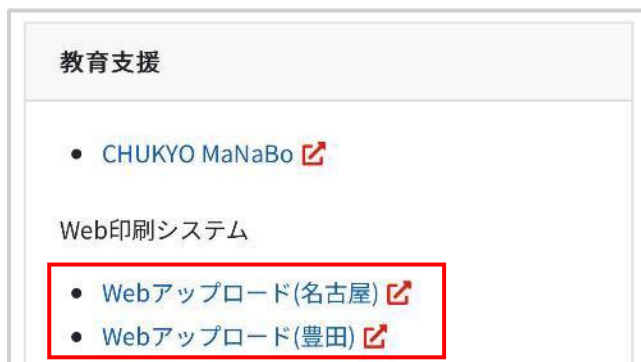 教育支援
CHUKYO MaNaBo
Web印刷システム
Webアップロード(名古屋)
Webアップロード(豊田)